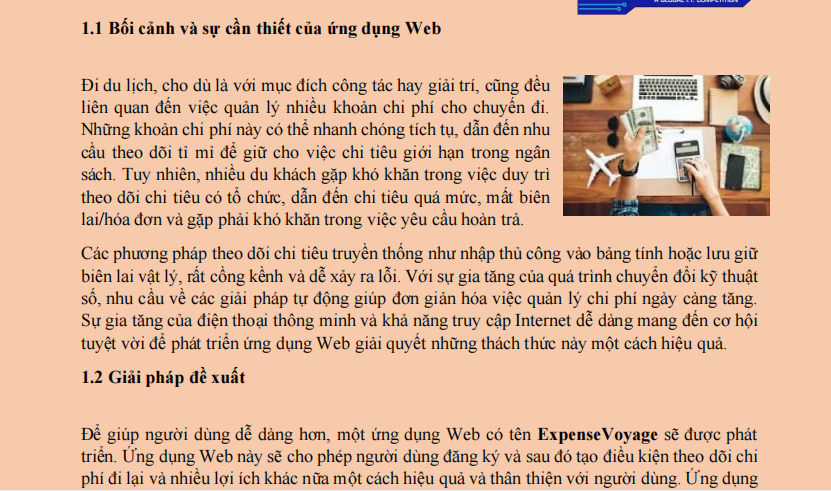 A GLOBAL I.T. COMPETITION
1.1 Bối cảnh và sự cần thiết của ứng dụng Web
Đi du lịch, cho dù là với mục đích công tác hay giải trí, cũng đều
liên quan đến việc quản lý nhiều khoản chi phí cho chuyến đi.
Những khoản chi phí này có thể nhanh chóng tích tụ, dẫn đến nhu
cầu theo dõi tỉ mỉ để giữ cho việc chi tiêu giới hạn trong ngân
sách. Tuy nhiên, nhiều du khách gặp khó khăn trong việc duy trì
theo dõi chi tiêu có tổ chức, dẫn đến chi tiêu quá mức, mất biên
lai/hóa đơn và gặp phải khó khăn trong việc yêu cầu hoàn trả.
Các phương pháp theo dõi chi tiêu truyền thống như nhập thủ công vào bảng tính hoặc lưu giữ
biên lai vật lý, rất cồng kềnh và dễ xảy ra lỗi. Với sự gia tăng của quá trình chuyển đổi kỹ thuật
số, nhu cầu về các giải pháp tự động giúp đơn giản hóa việc quản lý chi phí ngày càng tăng.
Sự gia tăng của điện thoại thông minh và khả năng truy cập Internet dễ dàng mang đến cơ hội
tuyệt vời để phát triển ứng dụng Web giải quyết những thách thức này một cách hiệu quả.
1.2 Giải pháp đề xuất
Để giúp người dùng dễ dàng hơn, một ứng dụng Web có tên ExpenseVoyage sẽ được phát
triển. Ứng dụng Web này sẽ cho phép người dùng đăng ký và sau đó tạo điều kiện theo dõi chi
phí đi lại và nhiều lợi ích khác nữa một cách hiệu quả và thân thiện với người dùng. Ứng dụng